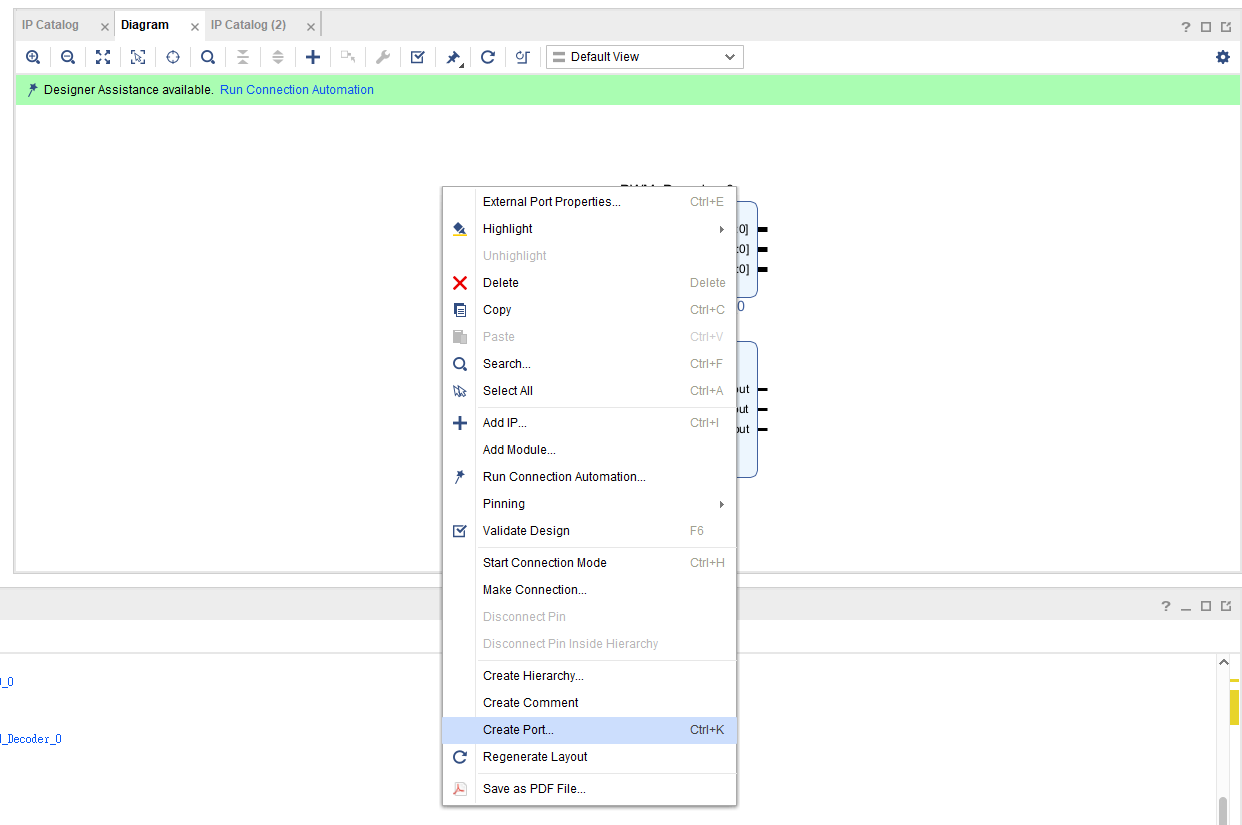 IP Catalog
Diagram
IP Catalog (2)
?
Default View
Designer Assistance available. Run Connection Automation
External Port Properties... Ctrl+E
Highlight
:0]
Unhighlight
:0]
Delete Delete
:0]
Copy Ctrl+C
0
Paste Ctrl+V
Search... Ctrl+F
Select All Ctrl+A
out
Add IP... Ctrl+I
out
out
Add Module...
Run Connection Automation...
Pinning
Validate Design F6
Start Connection Mode Ctrl+H
Make Connection...
?
Disconnect Pin
Disconnect Pin Inside Hierarchy
Create Hierarchy...
_0
Create Comment
Create Port... Ctrl+K
_Decoder_0
Regenerate Layout
Save as PDF File...